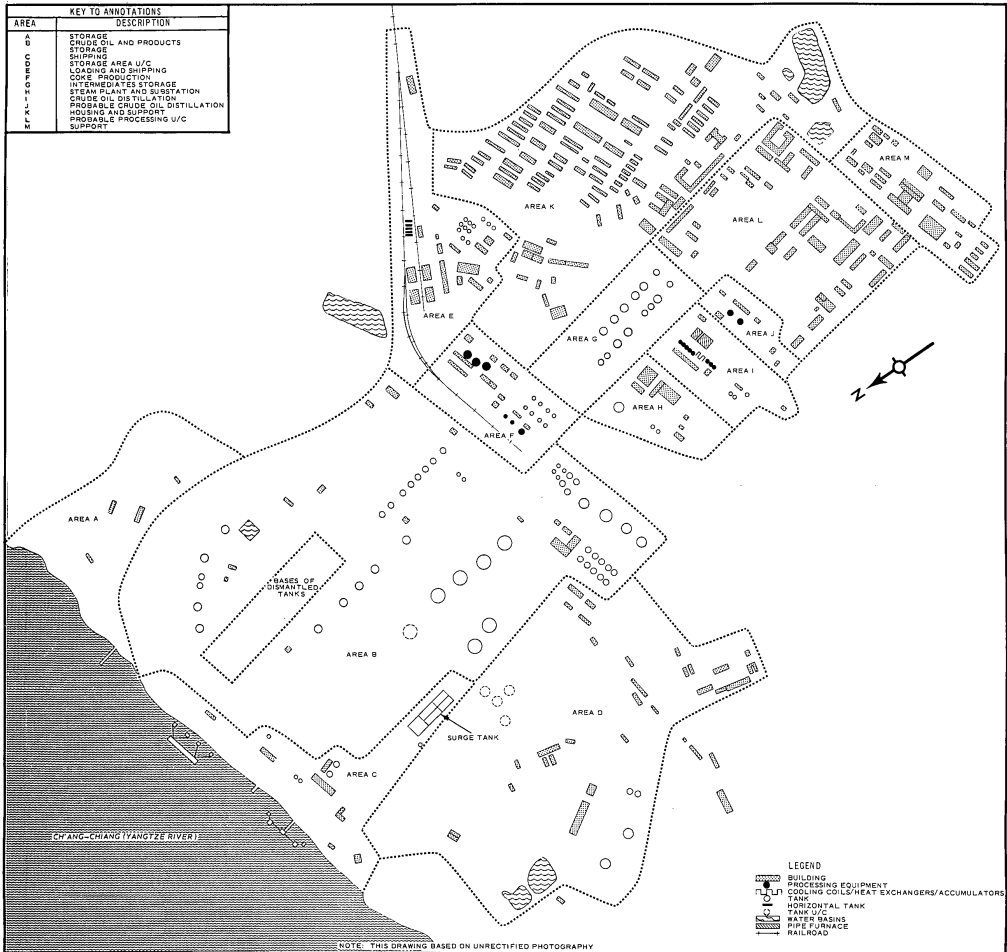 KEY TO ANNOTATIONS
AREA DESCRIPTION
A STORAGE
B CRUDE OIL AND PRODUCTS
STORAGE
C SHIPPING
D STORAGE AREA U/C
E LOADING AND SHIPPING
F COKE PRODUCTION
G INTERMEDIATES STORAGE
H STEAM PLANT AND SUBSTATION
I CRUDE OIL DISTILLATION
J PROBABLE CRUDE OIL DISTILLATION
K HOUSING AND SUPPORT
L PROBABLE PROCESSING U/C
M SUPPORT
AREA M
AREA K
AREA L
AREA E
AREA G
AREA J
AREA I
N
AREA H
AREA F
AREA A
BASES OF
DISMANTLED
TANKS
AREA B
AREA D
SURGE TANK
AREA C
CH'ANG-CHIANG (YANGTZE RIVER)
LEGEND
BUILDING
PROCESSING EQUIPMENT
COOLING COILS/HEAT EXCHANGERS/ACCUMULATORS
TANK
HORIZONTAL TANK
TANK U/C
WATER BASINS
PIPE FURNACE
RAILROAD
NOTE: THIS DRAWING BASED ON UNRECTIFIED PHOTOGRAPHY